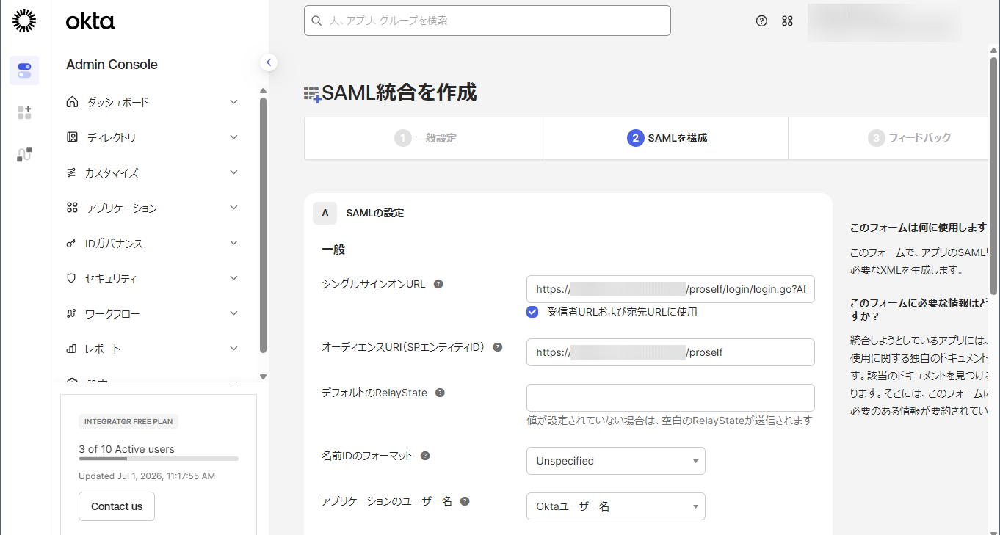 okta
人、アプリ、グループを検索
Admin Console
ダッシュボード
ディレクトリ
カスタマイズ
アプリケーション
IDガバナンス
セキュリティ
ワークフロー
レポート
INTEGRATOR FREE PLAN
3 of 10 Active users
Updated Jul 1, 2026, 11:17:55 AM
Contact us
SAML統合を作成
1 一般設定
2 SAMLを構成
3 フィードバック
A SAMLの設定
一般
シングルサインオンURL
https:// /proself/login/login.go?AD
受信者URLおよび宛先URLに使用
オーディエンスURI（SPエンティティID）
https:// /proself
デフォルトのRelayState
値が設定されていない場合は、空白のRelayStateが送信されます
名前IDのフォーマット
Unspecified
アプリケーションのユーザー名
Oktaユーザー名
このフォームは何に使用します
このフォームで、アプリのSAMLリ
必要なXMLを生成します。
このフォームに必要な情報はど
すか？
統合しようとしているアプリには、
使用に関する独自のドキュメント
す。該当のドキュメントを見つける
ります。そこには、このフォームに
必要のある情報が要約されてい